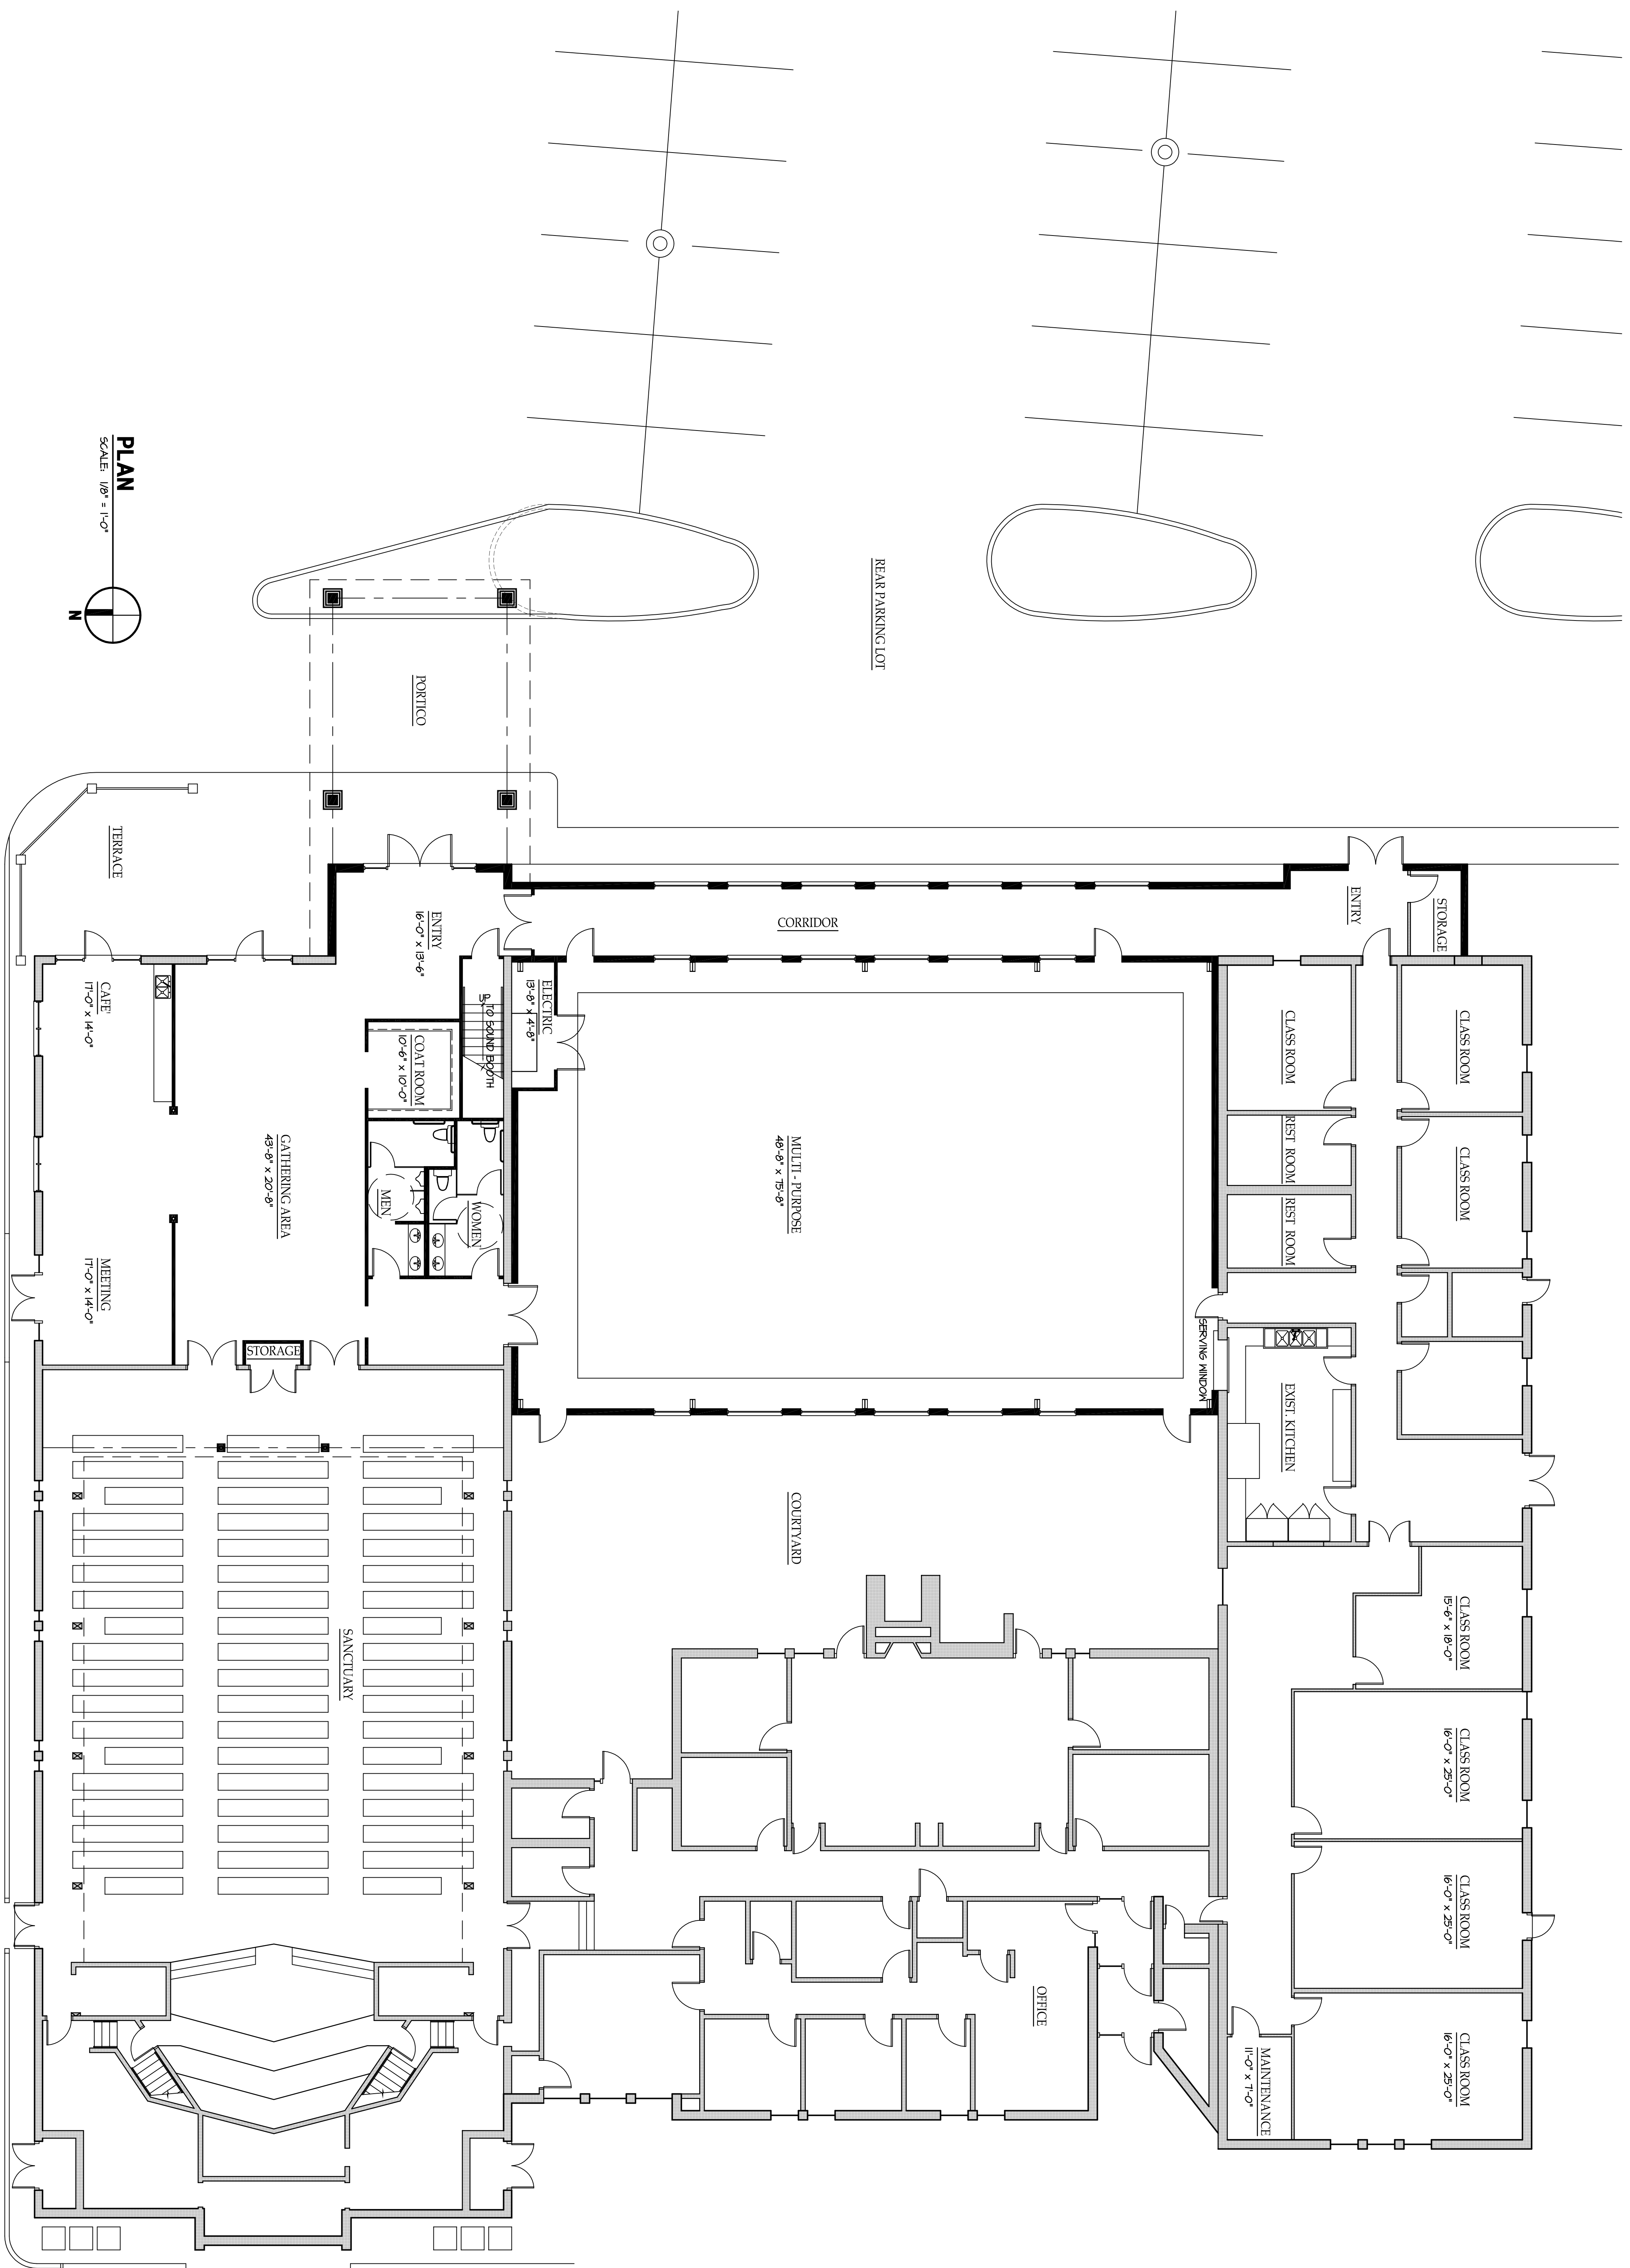 PLAN
SCALE: 1/8" = 1'-0"
N
REAR PARKING LOT
PORTICO
TERRACE
ENTRY
16'-0" x 13'-6"
CORRIDOR
ENTRY
STORAGE
CAFE'
17'-0" x 14'-0"
UP
TO SOUND BOOTH
ELECTRIC
13'-8" x 4'-8"
COAT ROOM
10'-6" x 10'-0"
CLASS ROOM
CLASS ROOM
GATHERING AREA
43'-8" x 20'-8"
MEN
WOMEN
MULTI - PURPOSE
48'-8" x 75'-8"
REST ROOM
REST ROOM
CLASS ROOM
MEETING
17'-0" x 14'-0"
STORAGE
SERVING WINDOW
EXIST. KITCHEN
COURTYARD
SANCTUARY
CLASS ROOM
15'-6" x 18'-0"
CLASS ROOM
16'-0" x 25'-0"
CLASS ROOM
16'-0" x 25'-0"
OFFICE
MAINTENANCE
11'-0" x 7'-0"
CLASS ROOM
16'-0" x 25'-0"